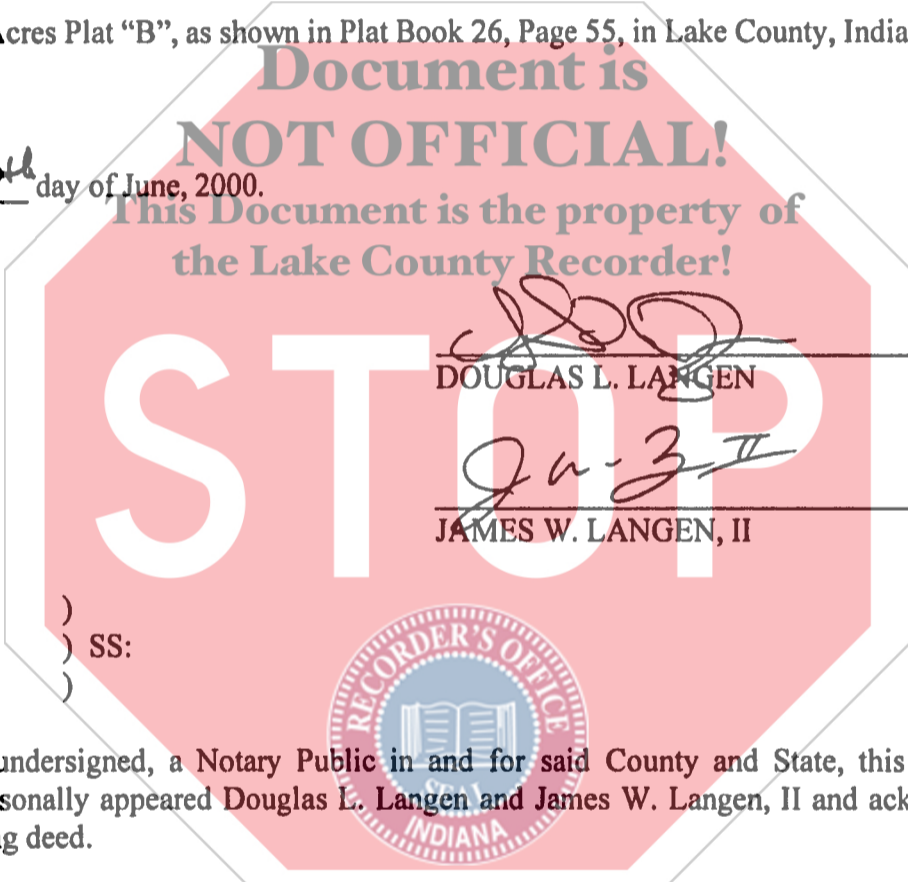 cres Plat “B”, as shown in Plat Book 26, Page 55, in Lake County, India
Document is
NOT OFFICIAL!
th day of June, 2000.
This Document is the property of
the Lake County Recorder!
DOUGLAS L. LANGEN
STOP
JAMES W. LANGEN, II
)
) SS:
)
RECORDER'S OFFICE
undersigned, a Notary Public in and for said County and State, this
sonally appeared Douglas L. Langen and James W. Langen, II and ack
SEAL
g deed.
INDIANA